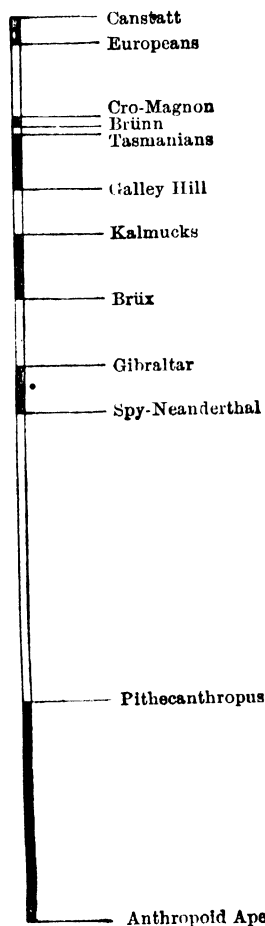 Canstatt
Europeans
Cro-Magnon
Brünn
Tasmanians
Galley Hill
Kalmucks
Brüx
Gibraltar
Spy-Neanderthal
Pithecanthropus
Anthropoid Ape